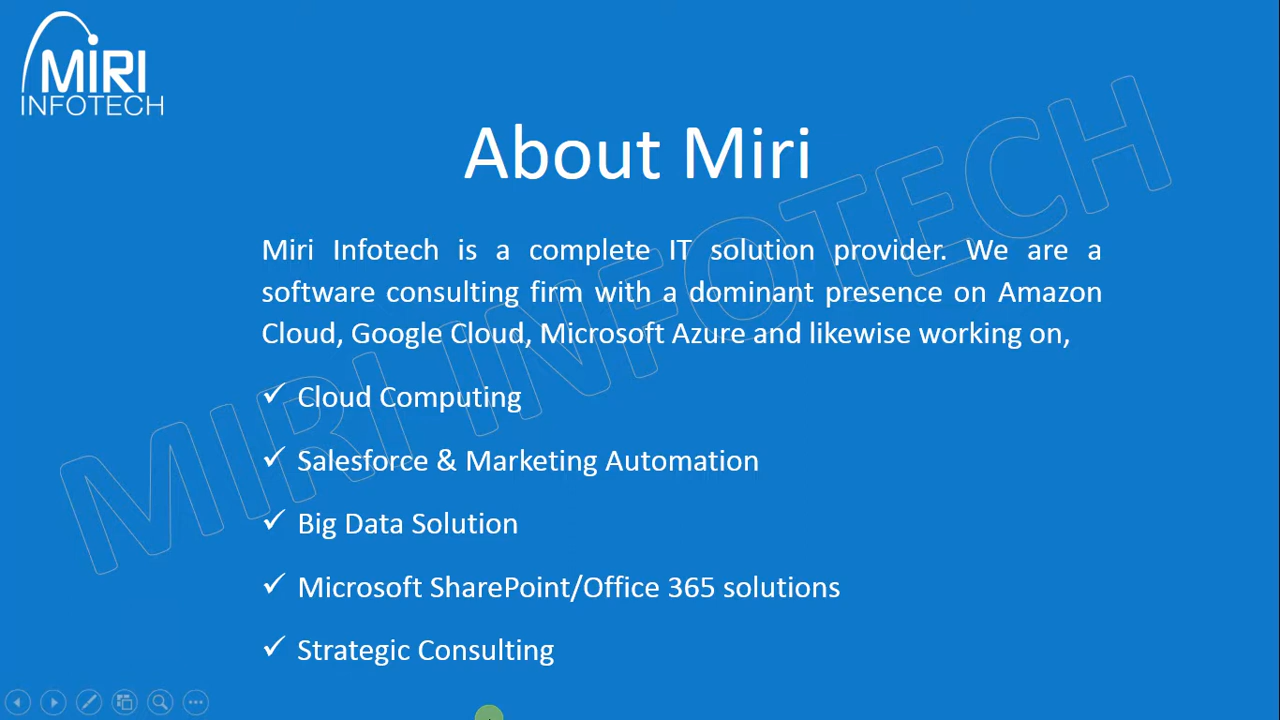 MiRI
INFOTECH
About Miri
Miri Infotech is a complete IT solution provider. We are a
software consulting firm with a dominant presence on Amazon
Cloud, Google Cloud, Microsoft Azure and likewise working on,
✓ Cloud Computing
✓ Salesforce & Marketing Automation
✓ Big Data Solution
✓ Microsoft SharePoint/Office 365 solutions
✓ Strategic Consulting
MIRI INFOTECH